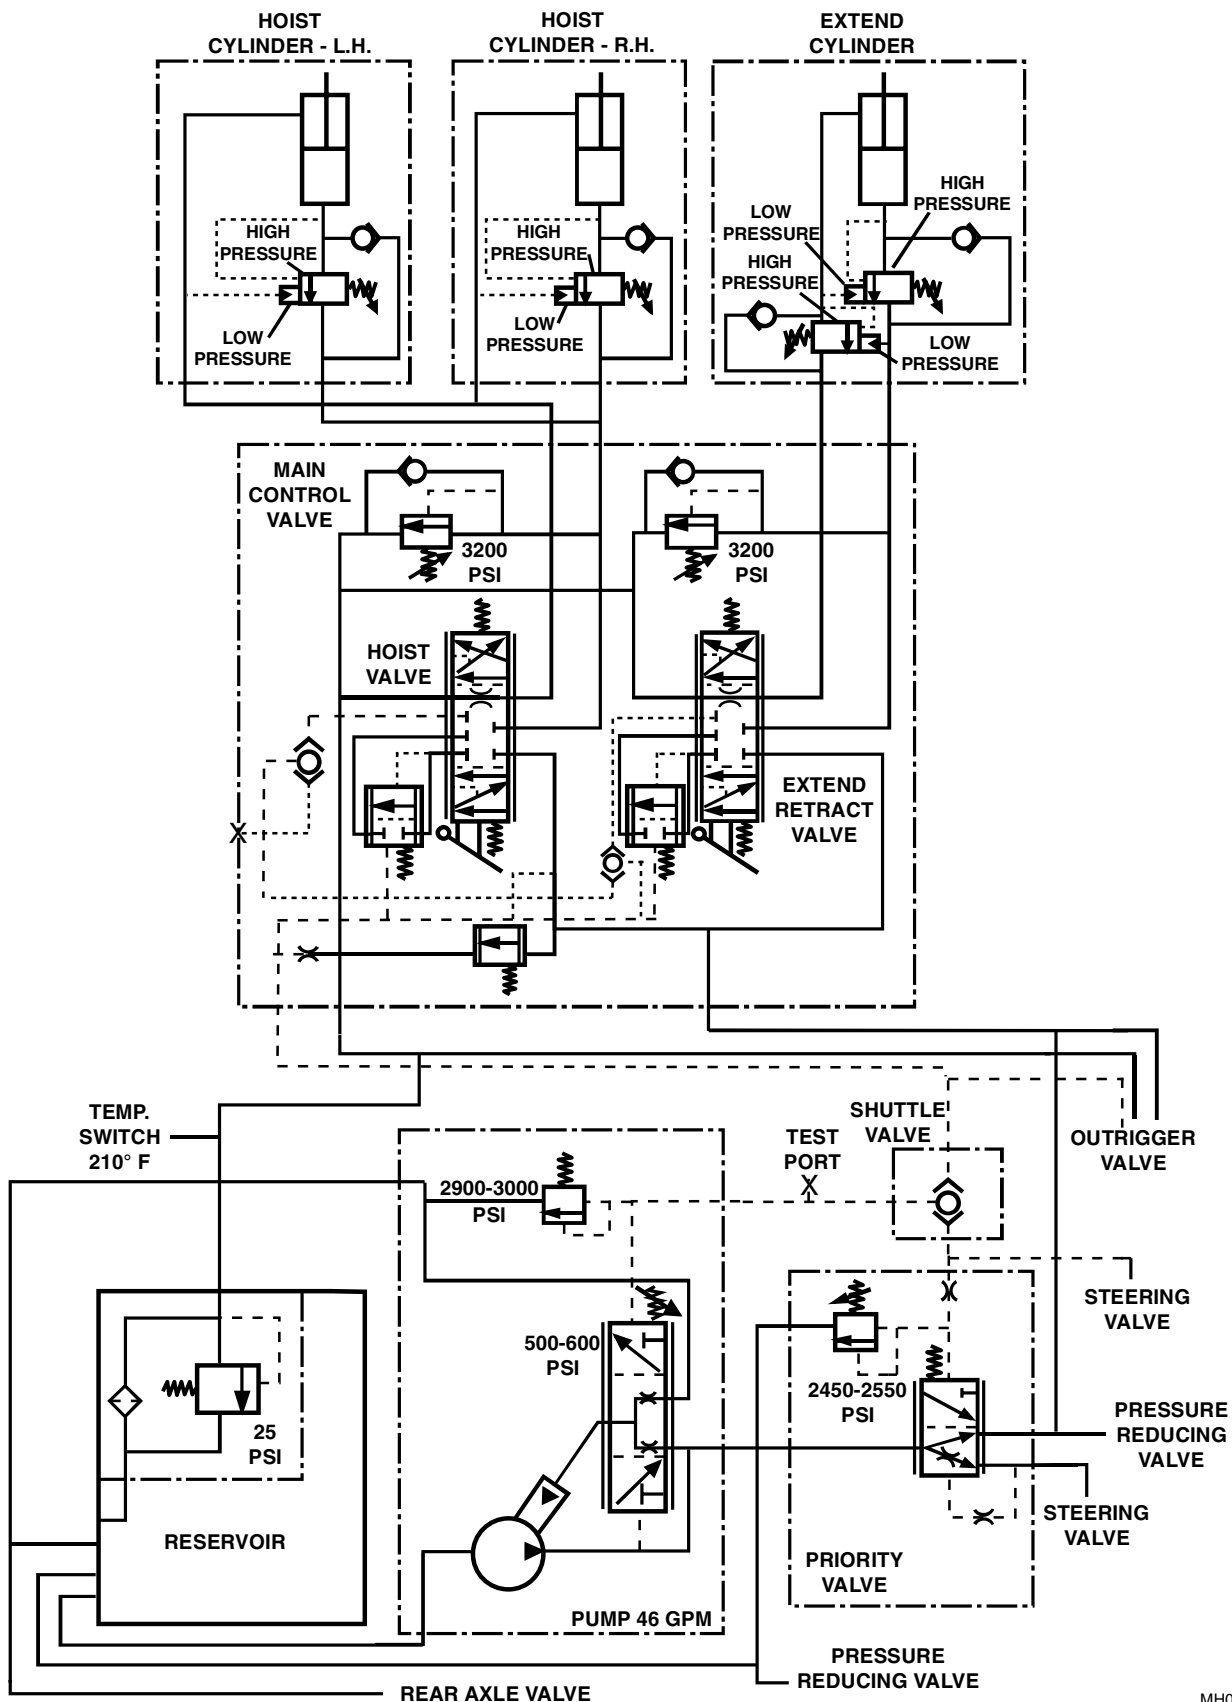 HOIST
CYLINDER - L.H.
HOIST
CYLINDER - R.H.
EXTEND
CYLINDER
HIGH
PRESSURE
LOW
PRESSURE
HIGH
PRESSURE
LOW
PRESSURE
LOW
PRESSURE
HIGH
PRESSURE
HIGH
PRESSURE
LOW
PRESSURE
MAIN
CONTROL
VALVE
3200
PSI
3200
PSI
HOIST
VALVE
EXTEND
RETRACT
VALVE
X
TEMP.
SWITCH
210° F
2900-3000
PSI
TEST
PORT
X
SHUTTLE
VALVE
OUTRIGGER
VALVE
STEERING
VALVE
500-600
PSI
2450-2550
PSI
PRESSURE
REDUCING
VALVE
STEERING
VALVE
25
PSI
RESERVOIR
PRIORITY
VALVE
PUMP 46 GPM
PRESSURE
REDUCING VALVE
REAR AXLE VALVE